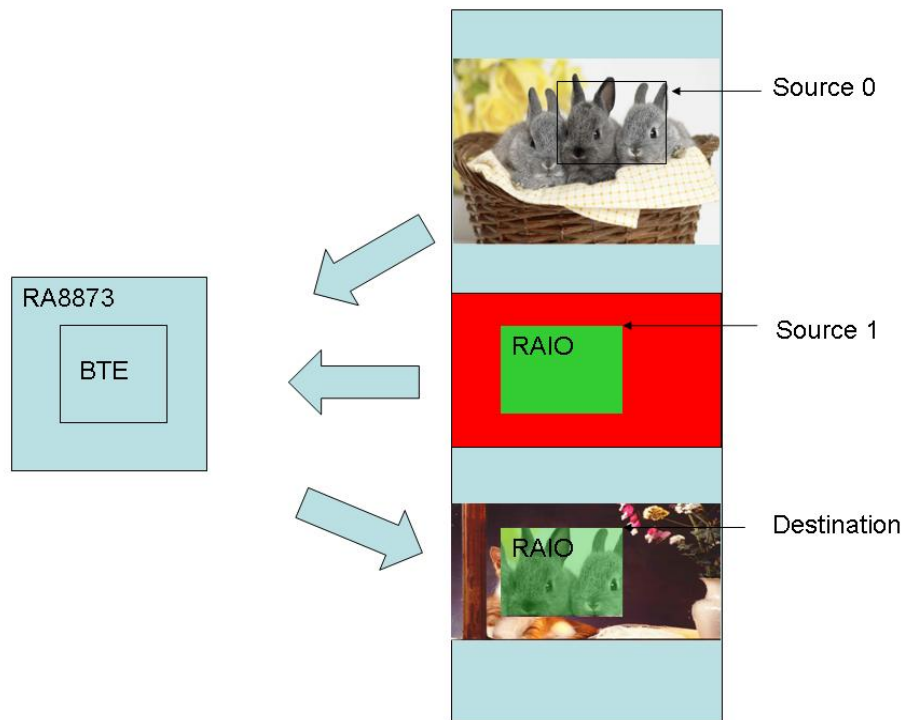 Source 0
RA8873
BTE
RAIO
Source 1
RAIO
Destination